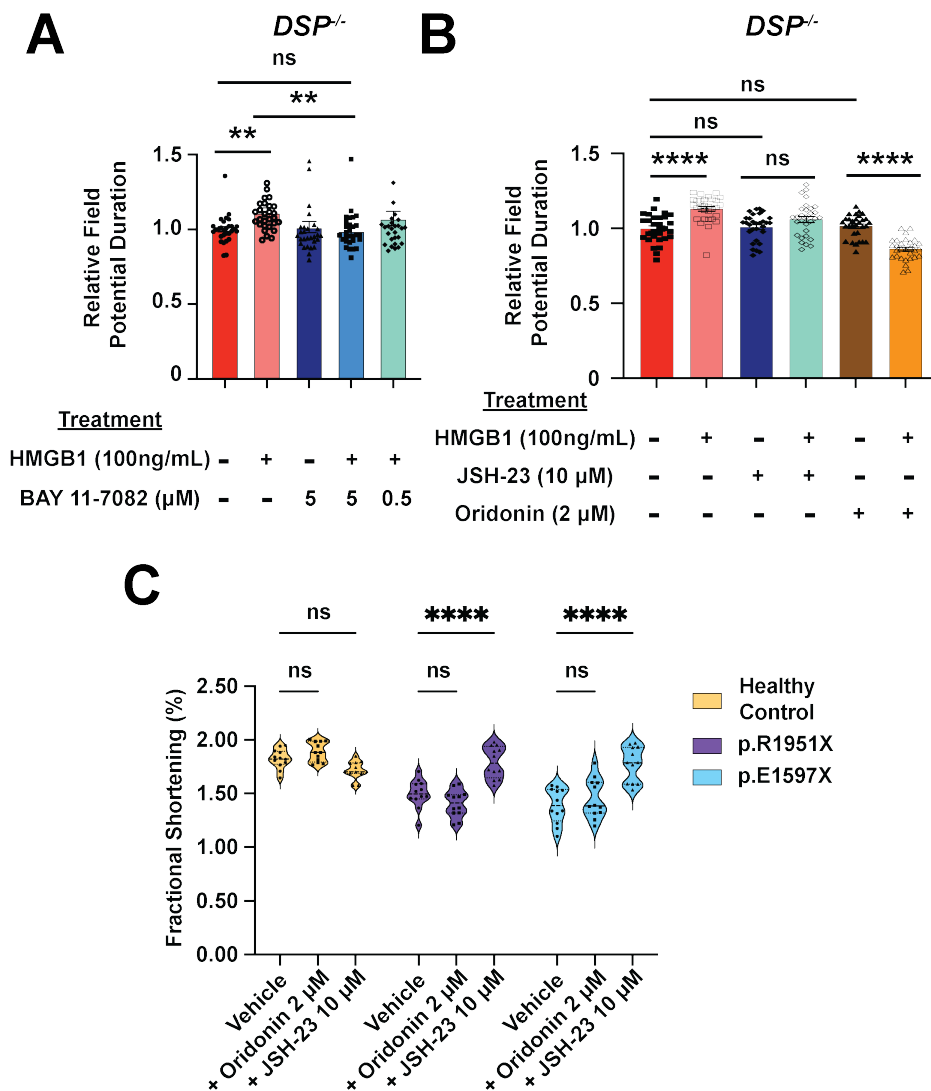 A
DSP-/-
ns
**
**
1.5
1.0
0.5
0
Relative Field
Potential Duration
Treatment
HMGB1 (100ng/mL) - + - + +
BAY 11-7082 (µM) - - 5 5 0.5
B
DSP-/-
ns
ns
****
ns
****
1.5
1.0
0.5
0
Relative Field
Potential Duration
Treatment
HMGB1 (100ng/mL) - + - + - +
JSH-23 (10 µM) - - + + - -
Oridonin (2 µM) - - - - + +
C
ns
****
****
ns
ns
ns
2.50
2.00
1.50
1.00
0.50
0.00
Fractional Shortening (%)
Vehicle
+ Oridonin 2 µM
+ JSH-23 10 µM
Vehicle
+ Oridonin 2 µM
+ JSH-23 10 µM
Vehicle
+ Oridonin 2 µM
+ JSH-23 10 µM
Healthy
Control
p.R1951X
p.E1597X